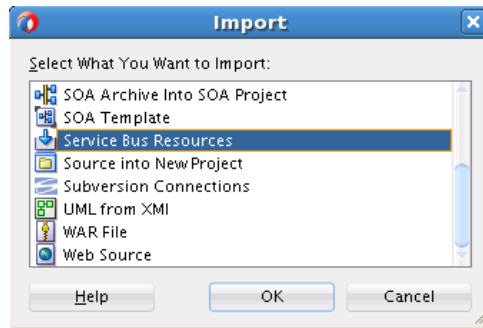 Import
Select What You Want to Import:
SOA Archive Into SOA Project
SOA Template
Service Bus Resources
Source into New Project
Subversion Connections
UML from XMI
WAR File
Web Source
Help
OK
Cancel